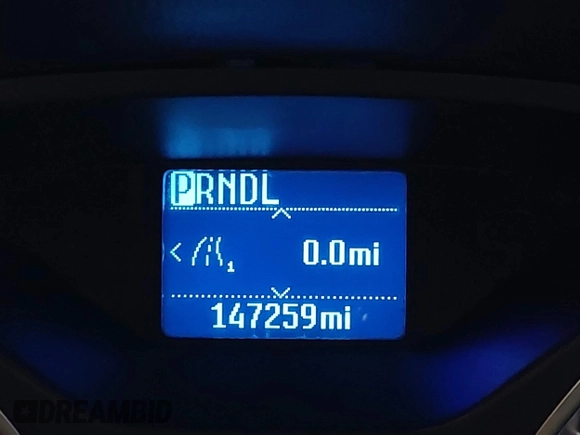 PRNDL
1 0.0mi
147259mi
DREAMBID